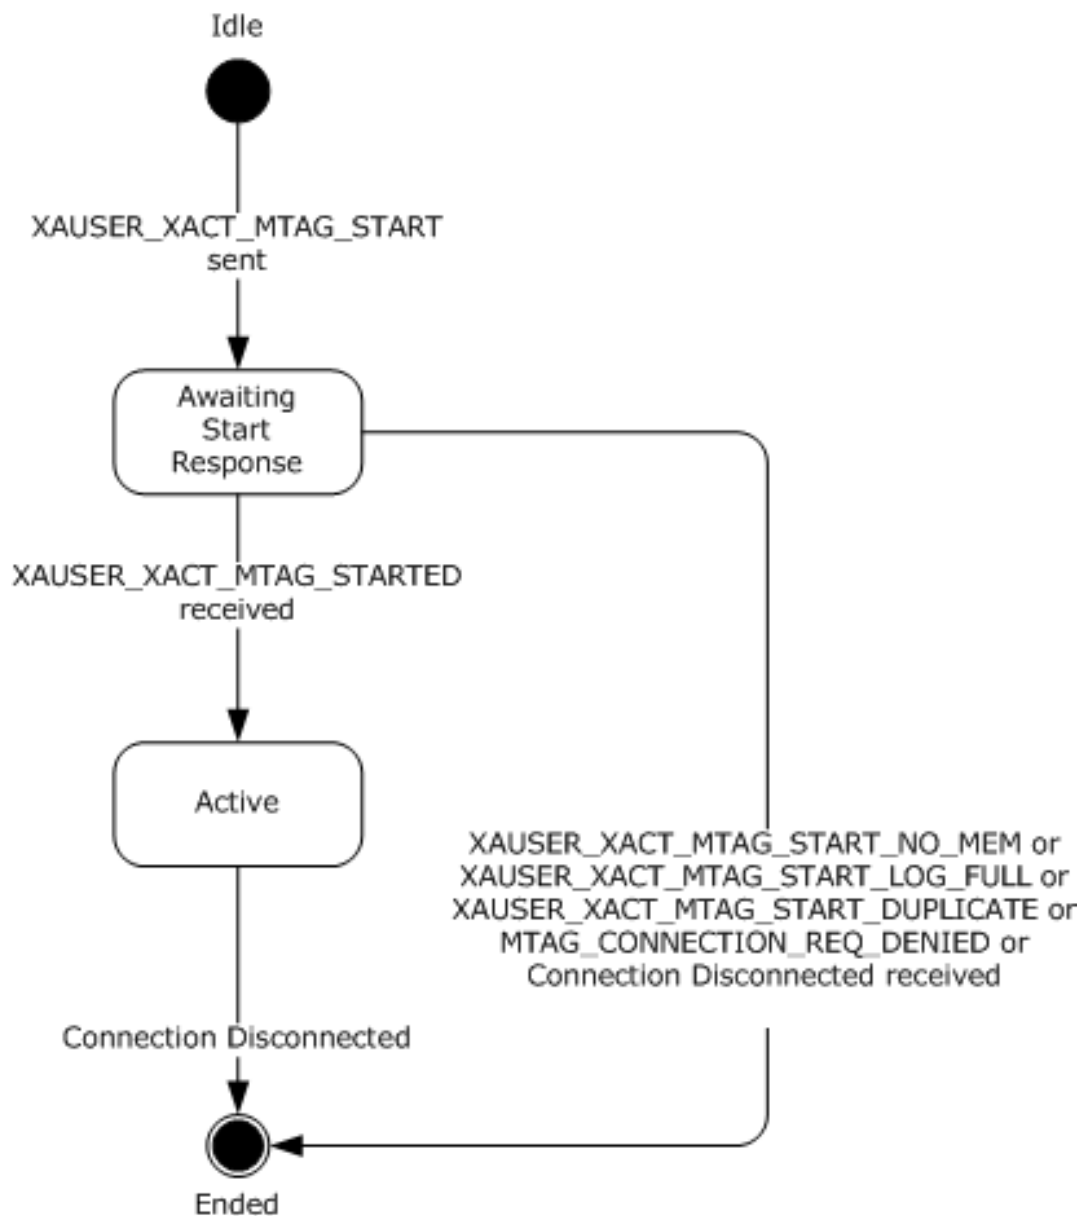 Idle
XAUSER_XACT_MTAG_START
sent
Awaiting
Start
Response
XAUSER_XACT_MTAG_STARTED
received
Active
XAUSER_XACT_MTAG_START_NO_MEM or
XAUSER_XACT_MTAG_START_LOG_FULL or
XAUSER_XACT_MTAG_START_DUPLICATE or
MTAG_CONNECTION_REQ_DENIED or
Connection Disconnected received
Connection Disconnected
Ended